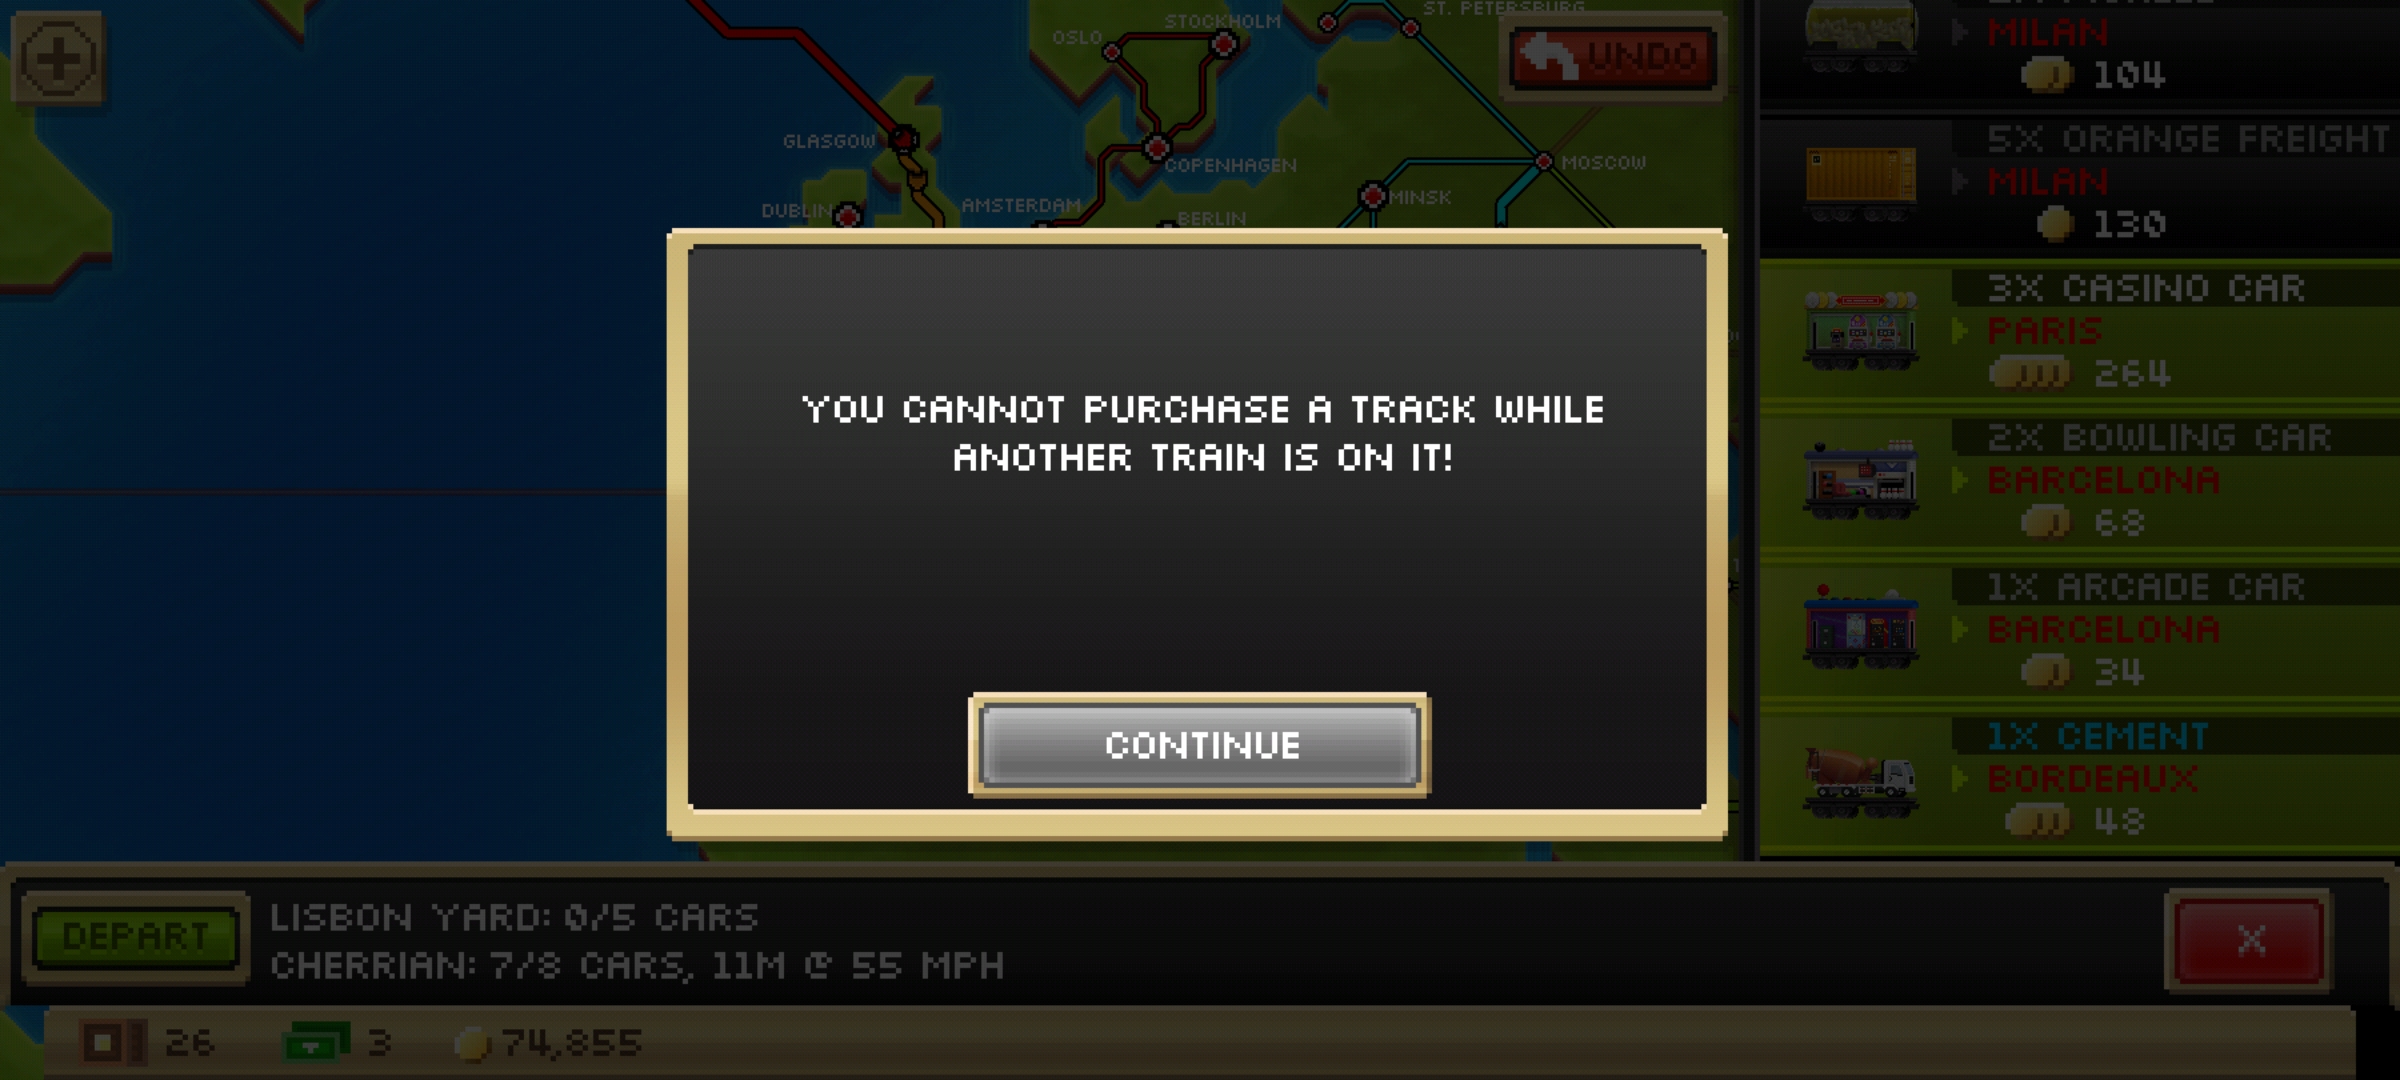 STOCKHOLM
ST. PETERSBURG
OSLO
UNDO
GLASGOW
COPENHAGEN
MOSCOW
DUBLIN
AMSTERDAM
BERLIN
MINSK
MILAN
104
5X ORANGE FREIGHT
MILAN
130
3X CASINO CAR
PARIS
264
2X BOWLING CAR
BARCELONA
68
1X ARCADE CAR
BARCELONA
34
1X CEMENT
BORDEAUX
48
YOU CANNOT PURCHASE A TRACK WHILE
ANOTHER TRAIN IS ON IT!
CONTINUE
DEPART
LISBON YARD: 0/5 CARS
CHERRIAN: 7/8 CARS, 11M @ 55 MPH
X
26
3
74,855